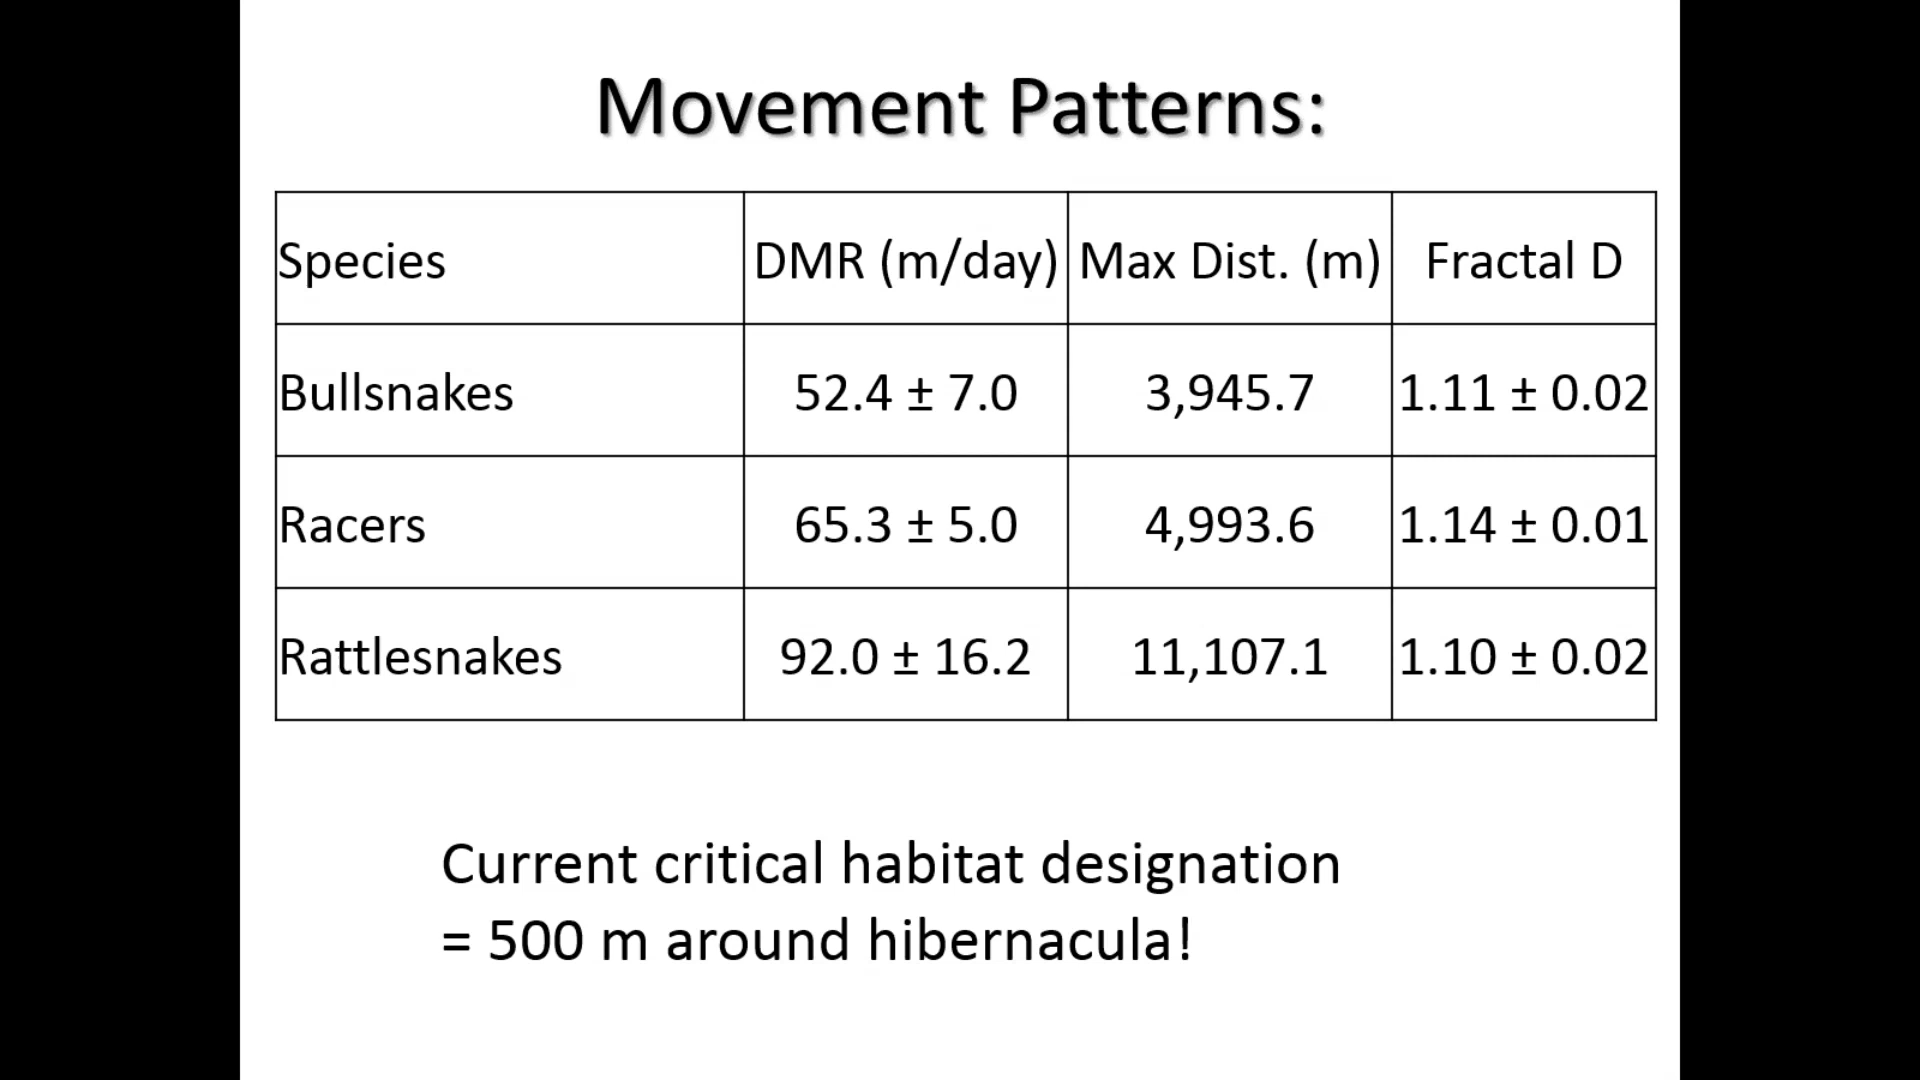 Movement Patterns:
Species DMR (m/day) Max Dist. (m) Fractal D
Bullsnakes 52.4 ± 7.0 3,945.7 1.11 ± 0.02
Racers 65.3 ± 5.0 4,993.6 1.14 ± 0.01
Rattlesnakes 92.0 ± 16.2 11,107.1 1.10 ± 0.02
Current critical habitat designation
= 500 m around hibernacula!